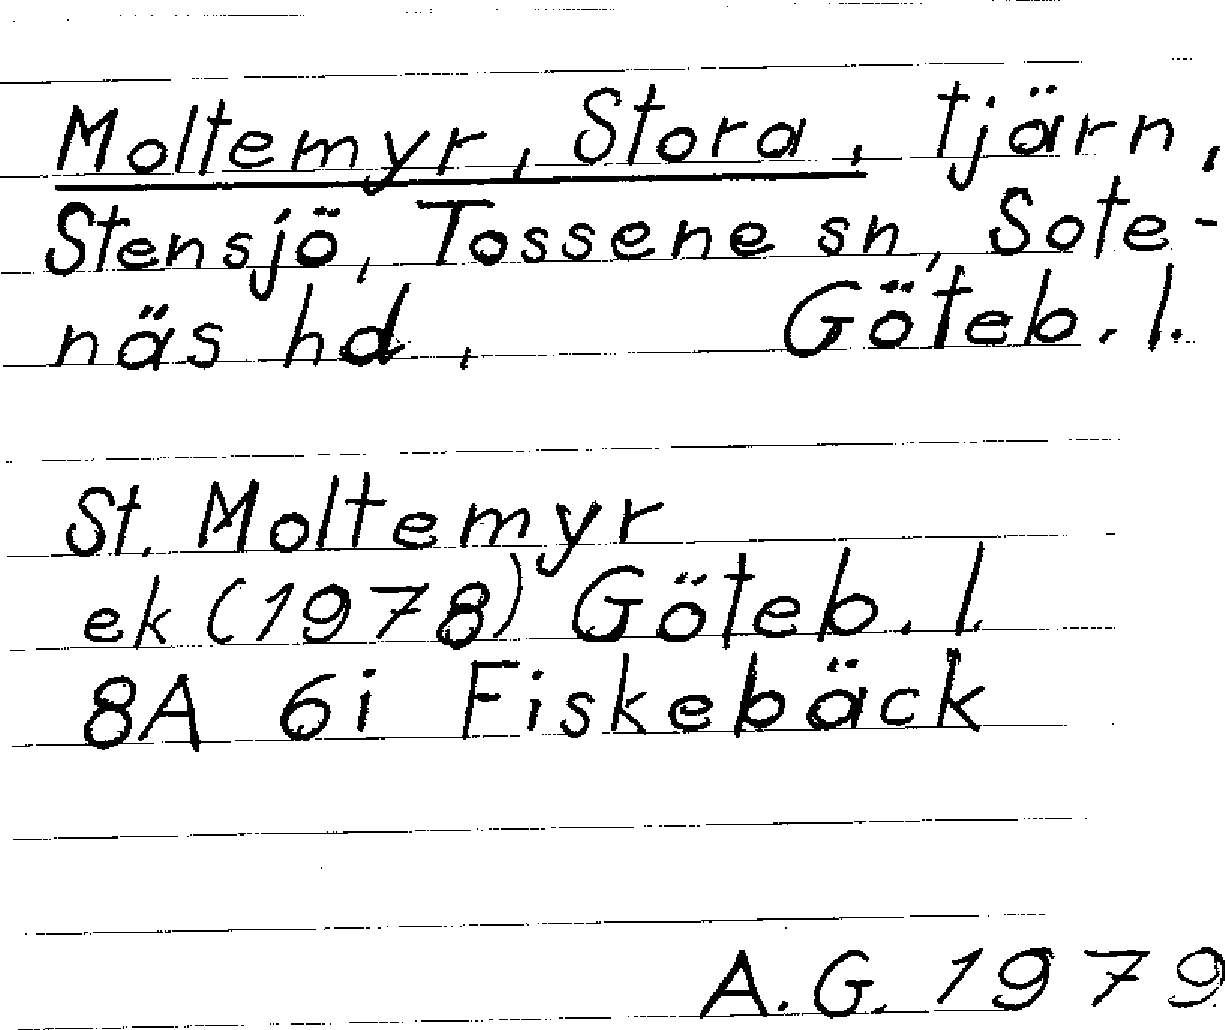 Moltemyr, Stora, tjärn,
Stensjö, Tossene sn, Sote-
näs hd, Göteb. l.
St. Moltemyr
ek (1978) Göteb. l.
8A 6i Fiskebäck
A.G. 1979